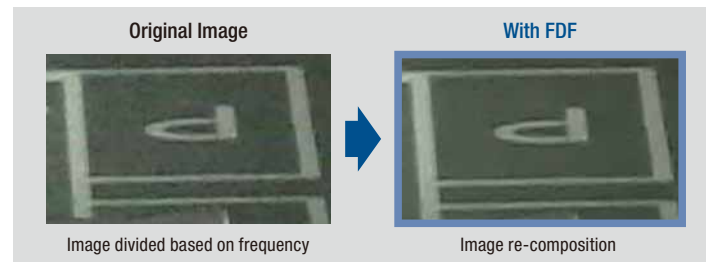 Original Image
With FDF
Image divided based on frequency
Image re-composition